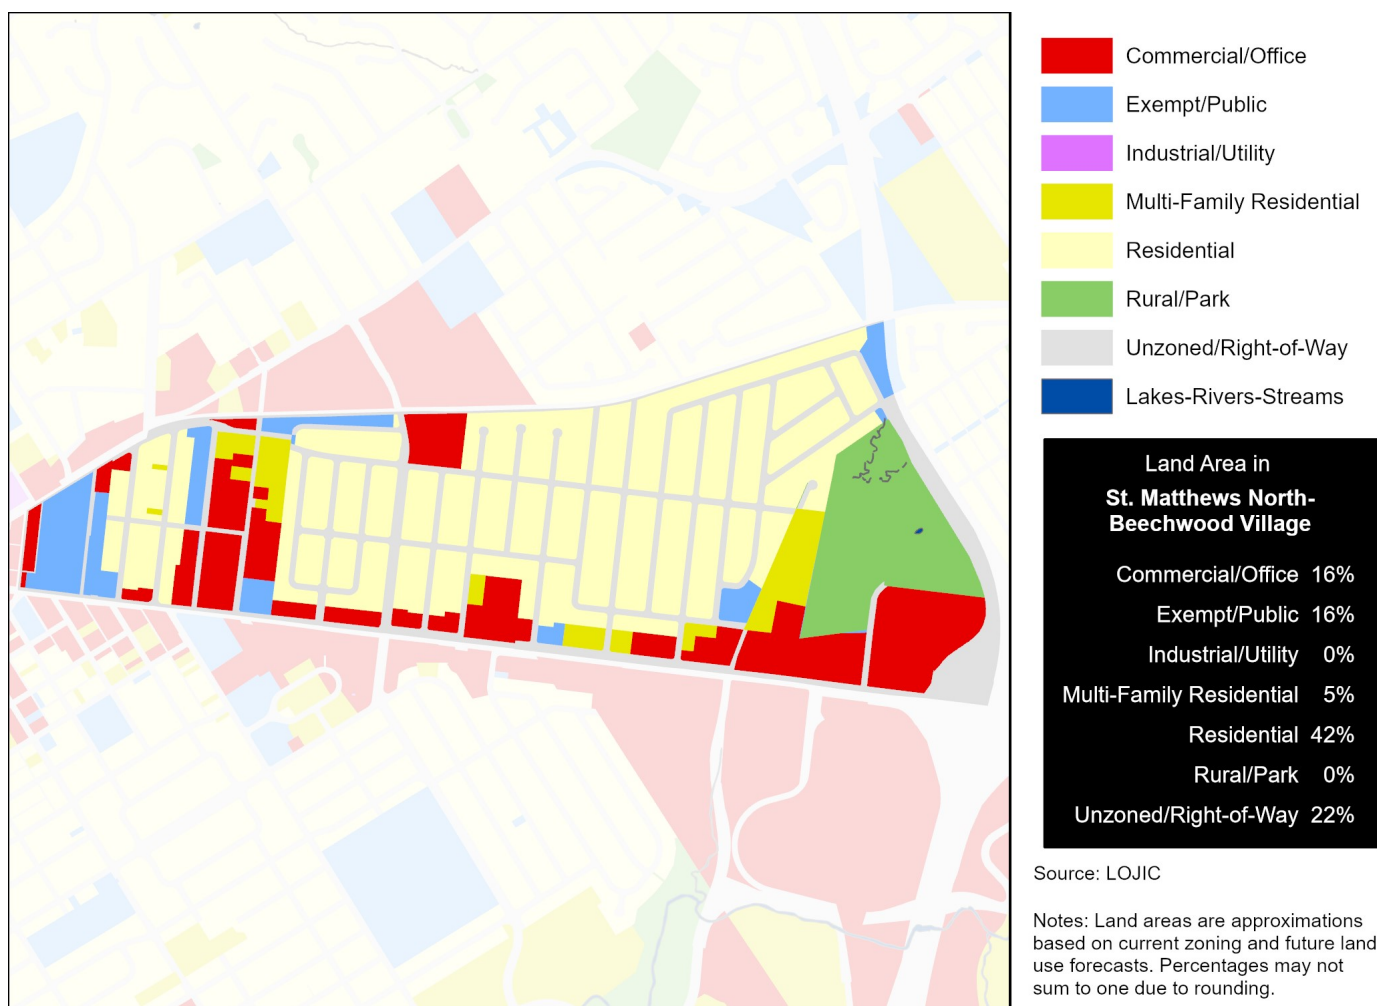 Commercial/Office
Exempt/Public
Industrial/Utility
Multi-Family Residential
Residential
Rural/Park
Unzoned/Right-of-Way
Lakes-Rivers-Streams
Land Area in
St. Matthews North-
Beechwood Village
Commercial/Office 16%
Exempt/Public 16%
Industrial/Utility 0%
Multi-Family Residential 5%
Residential 42%
Rural/Park 0%
Unzoned/Right-of-Way 22%
Source: LOJIC
Notes: Land areas are approximations
based on current zoning and future land
use forecasts. Percentages may not
sum to one due to rounding.